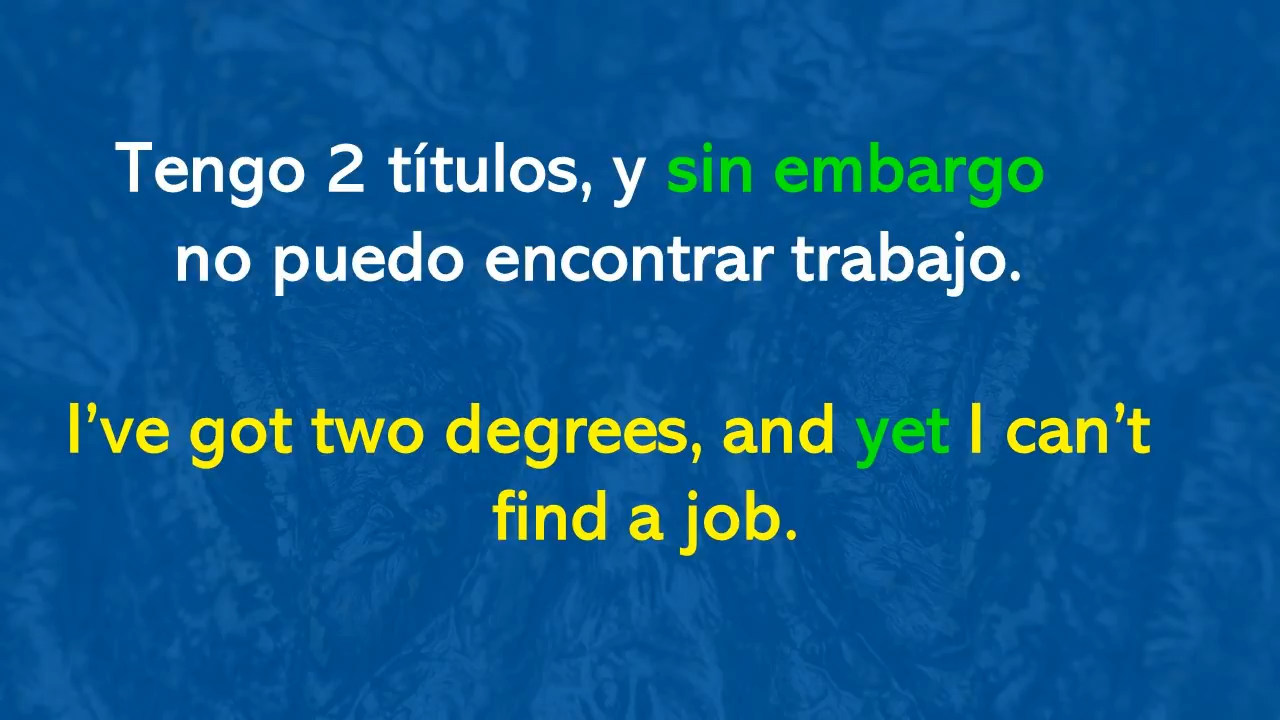 Tengo 2 títulos, y sin embargo
no puedo encontrar trabajo.
I’ve got two degrees, and yet I can’t
find a job.